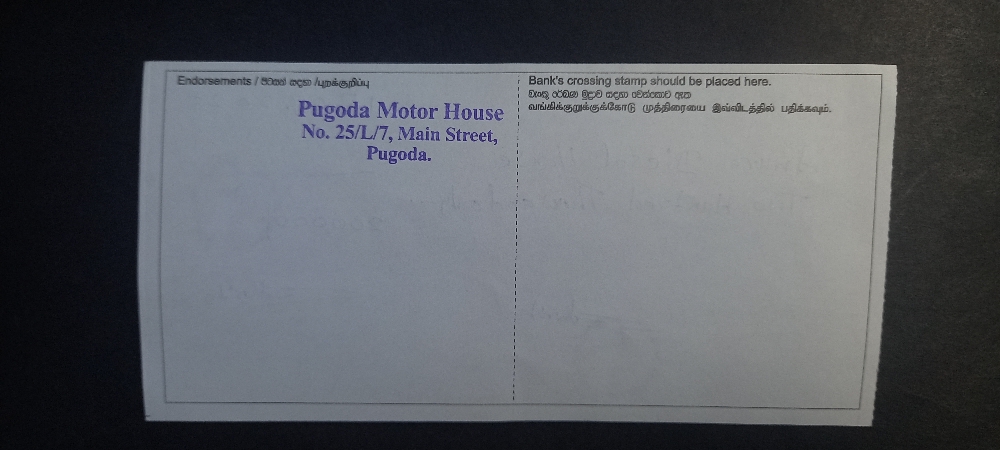 Endorsements / පිටසන් සඳහා /புறக்குறிப்பு
Pugoda Motor House
No. 25/L/7, Main Street,
Pugoda.
Bank's crossing stamp should be placed here.
வங்கிக்குறுக்குக்கோடு முத்திரையை இவ்விடத்தில் பதிக்கவும்.